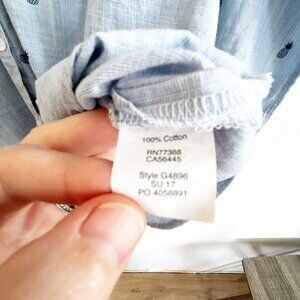 100% Cotton
RN77388
CA56445
Style G4896
SU 17
PO 4058891